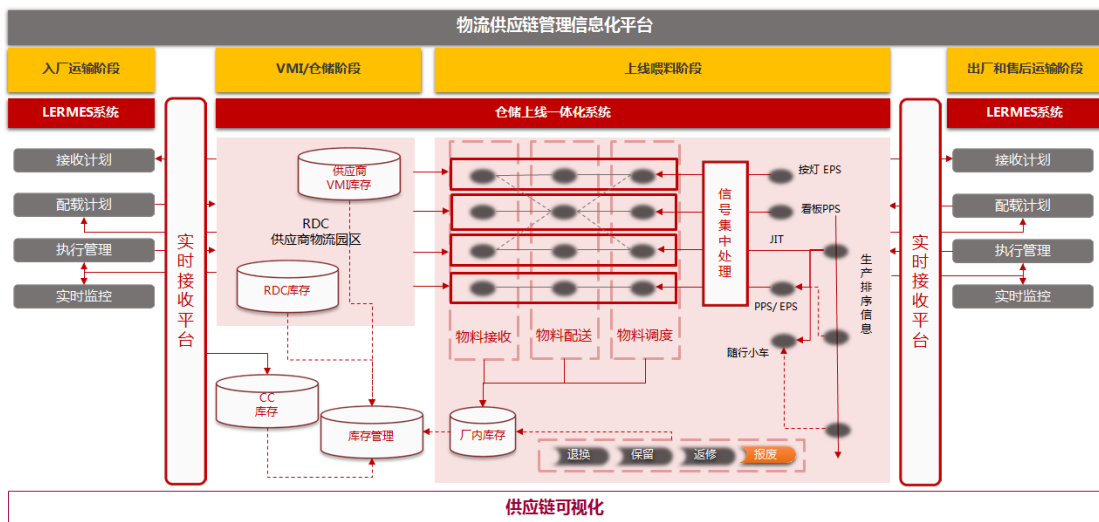 物流供应链管理信息化平台
入厂运输阶段
VMI/仓储阶段
上线喂料阶段
出厂和售后运输阶段
LERMES系统
仓储上线一体化系统
LERMES系统
接收计划
配载计划
执行管理
实时监控
实时接收平台
供应商
VMI库存
RDC
供应商物流园区
RDC库存
CC
库存
库存管理
厂内库存
物料接收
物料配送
物料调度
信号集中处理
按灯 EPS
看板PPS
JIT
PPS/ EPS
随行小车
生产排序信息
退换
保留
返修
报废
实时接收平台
接收计划
配载计划
执行管理
实时监控
供应链可视化